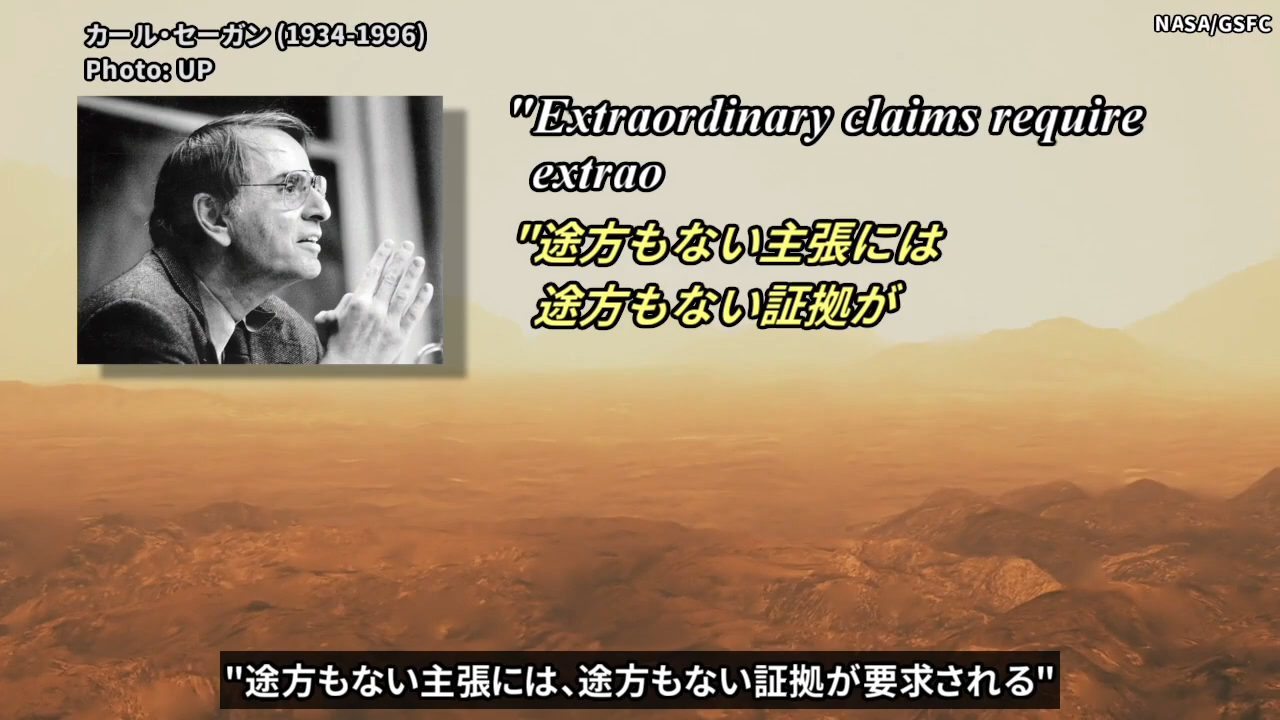 カール・セーガン (1934-1996)
Photo: UP
NASA/GSFC
"Extraordinary claims require
extrao
"途方もない主張には
途方もない証拠が
"途方もない主張には、途方もない証拠が要求される"